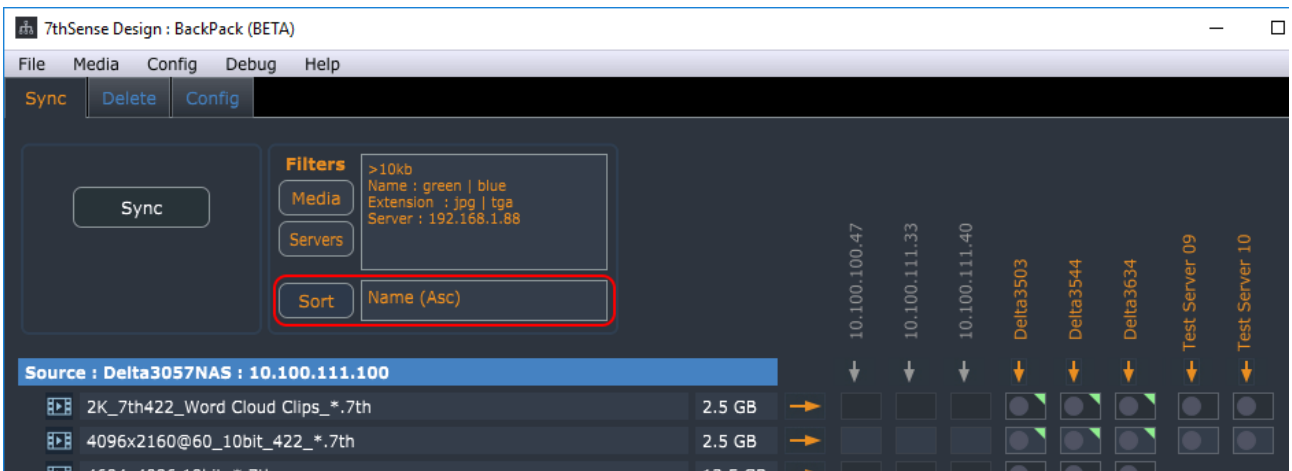 7thSense Design : BackPack (BETA)
File Media Config Debug Help
Sync Delete Config
Sync
Filters
Media
Servers
>10kb
Name : green | blue
Extension : jpg | tga
Server : 192.168.1.88
Sort
Name (Asc)
10.100.100.47
10.100.111.33
10.100.111.40
Delta3503
Delta3544
Delta3634
Test Server 09
Test Server 10
Source : Delta3057NAS : 10.100.111.100
2K_7th422_Word Cloud Clips_*.7th 2.5 GB
4096x2160@60_10bit_422_*.7th 2.5 GB